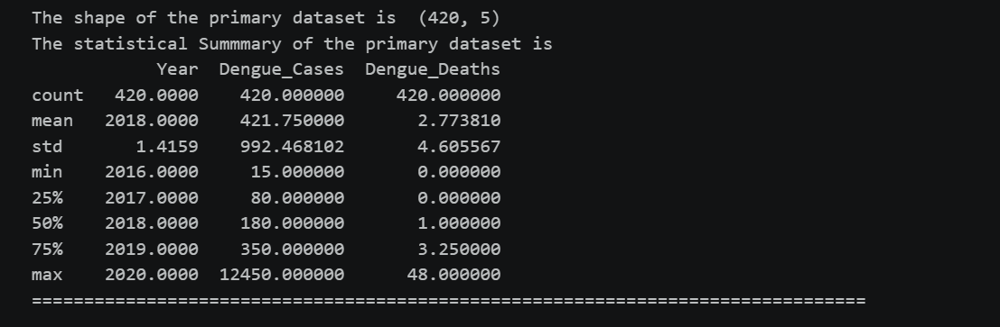 The shape of the primary dataset is  (420, 5)
The statistical Summmary of the primary dataset is
            Year  Dengue_Cases  Dengue_Deaths
count   420.0000    420.000000     420.000000
mean   2018.0000    421.750000       2.773810
std       1.4159    992.468102       4.605567
min    2016.0000     15.000000       0.000000
25%    2017.0000     80.000000       0.000000
50%    2018.0000    180.000000       1.000000
75%    2019.0000    350.000000       3.250000
max    2020.0000  12450.000000      48.000000
================================================================================